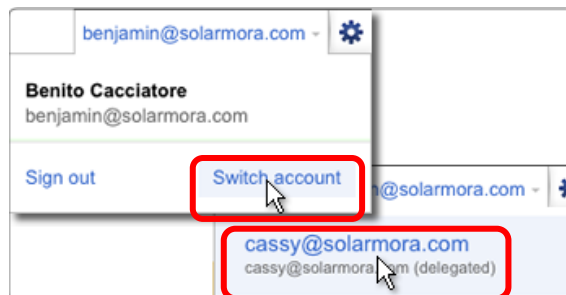 benjamin@solarmora.com
Benito Cacciatore
benjamin@solarmora.com
Sign out
Switch account
@solarmora.com
cassy@solarmora.com
cassy@solarmora. (delegated)